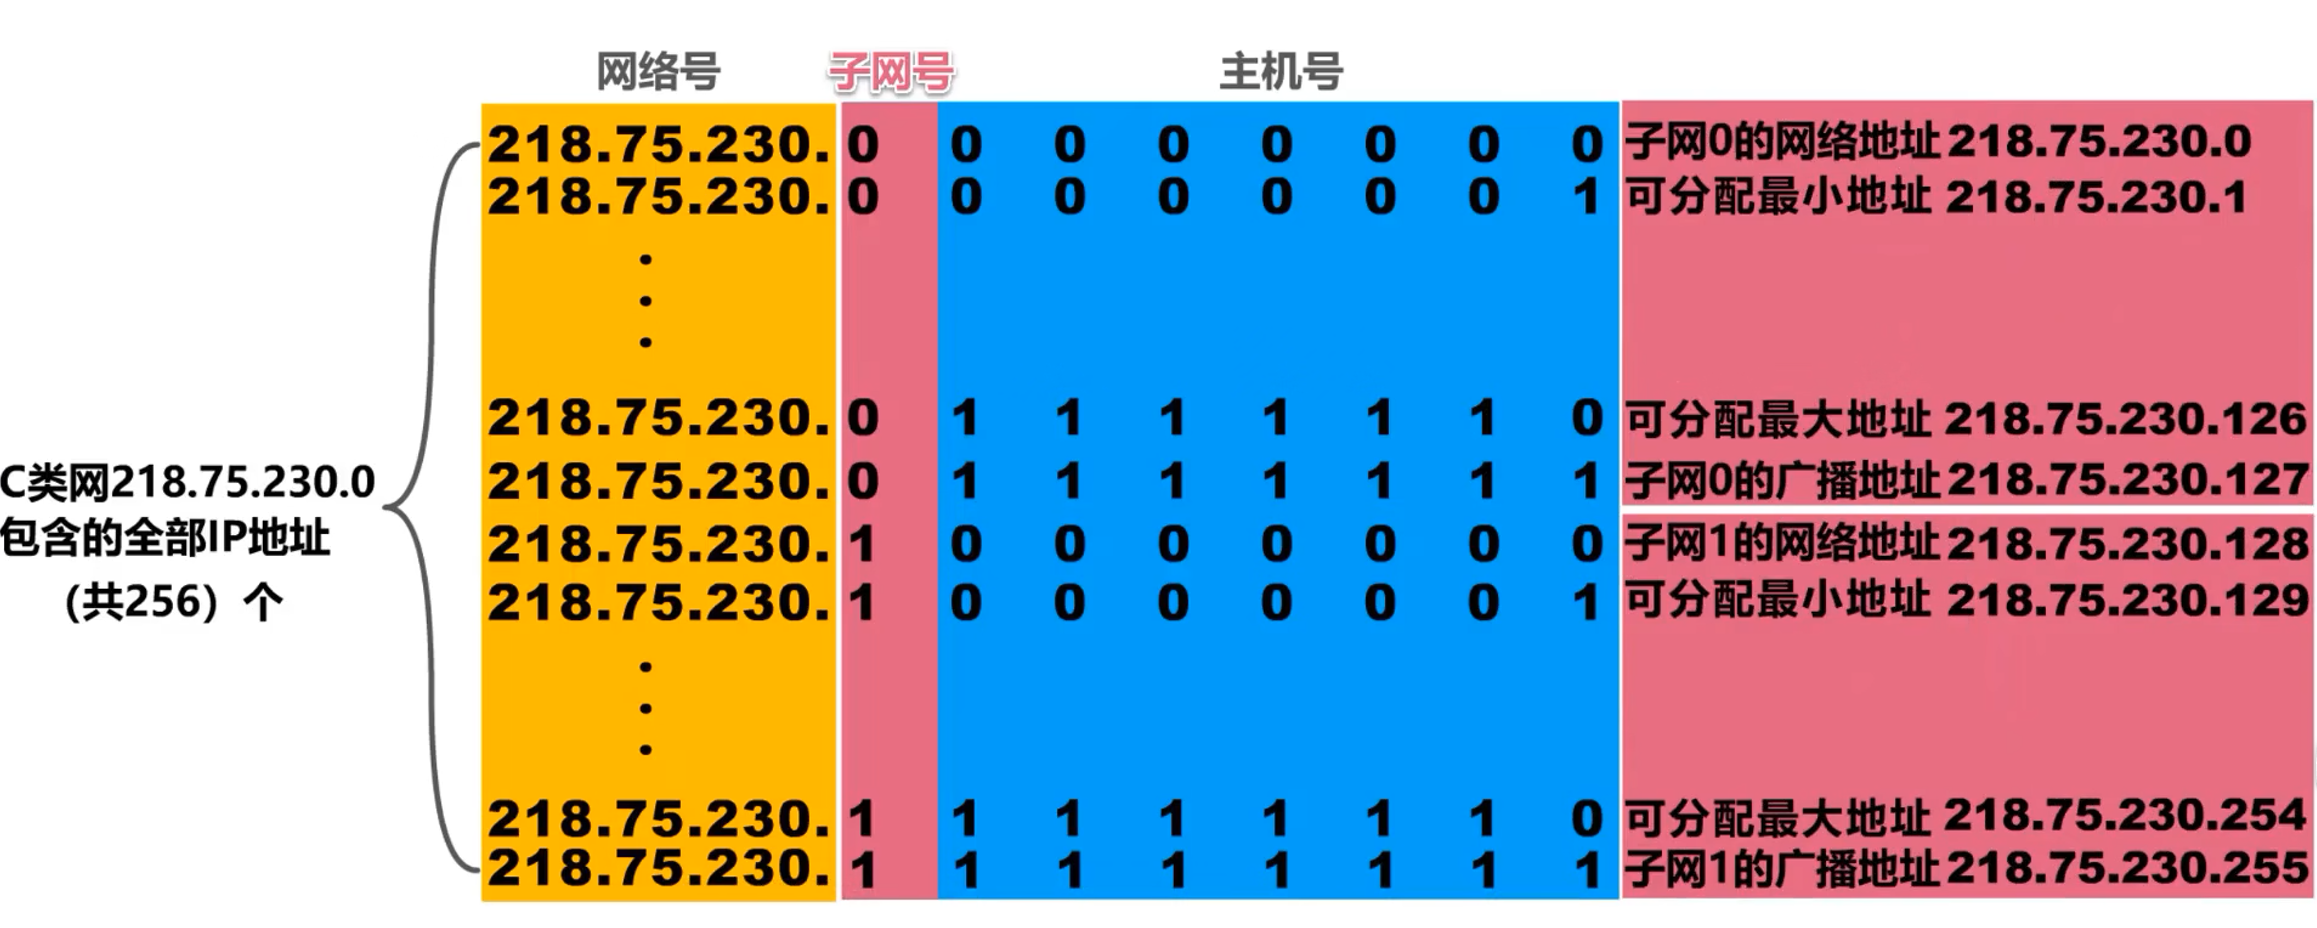 网络号 子网号 主机号
218.75.230. 0 0 0 0 0 0 0 0 子网0的网络地址 218.75.230.0
218.75.230. 0 0 0 0 0 0 0 1 可分配最小地址 218.75.230.1
.
.
.
218.75.230. 0 1 1 1 1 1 1 0 可分配最大地址 218.75.230.126
218.75.230. 0 1 1 1 1 1 1 1 子网0的广播地址 218.75.230.127
218.75.230. 1 0 0 0 0 0 0 0 子网1的网络地址 218.75.230.128
218.75.230. 1 0 0 0 0 0 0 1 可分配最小地址 218.75.230.129
.
.
.
218.75.230. 1 1 1 1 1 1 1 0 可分配最大地址 218.75.230.254
218.75.230. 1 1 1 1 1 1 1 1 子网1的广播地址 218.75.230.255
C类网218.75.230.0
包含的全部IP地址
（共256）个